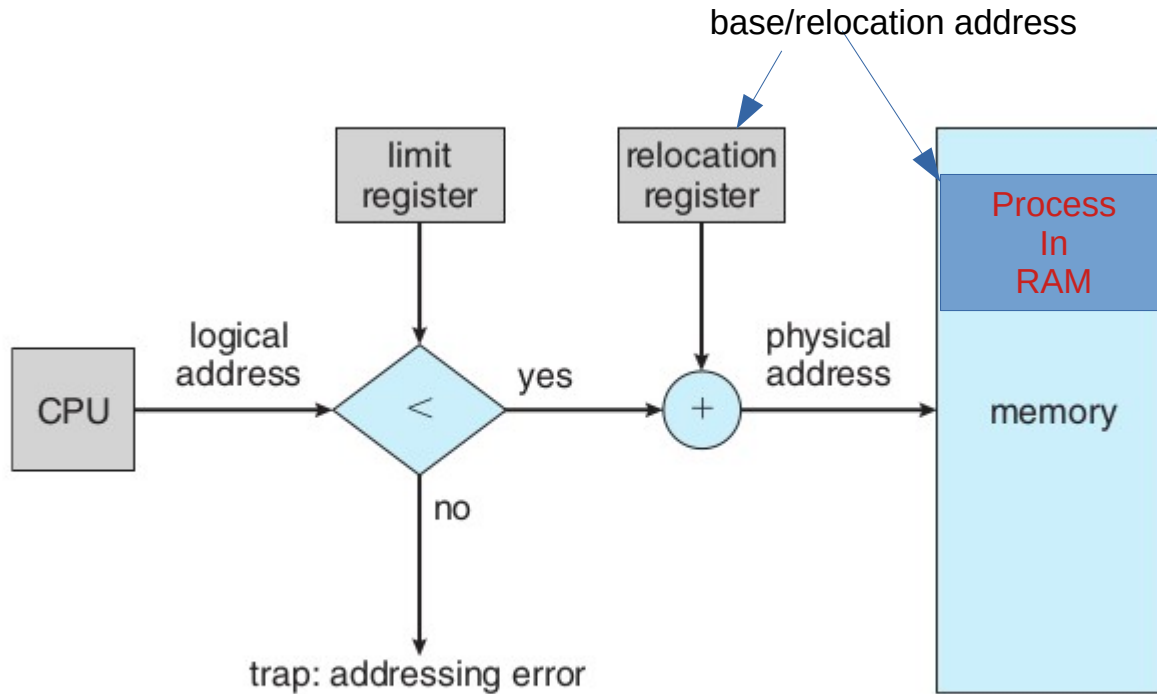 base/relocation address
limit
register
relocation
register
Process
In
RAM
logical
address
physical
address
yes
CPU
<
+
memory
no
trap: addressing error